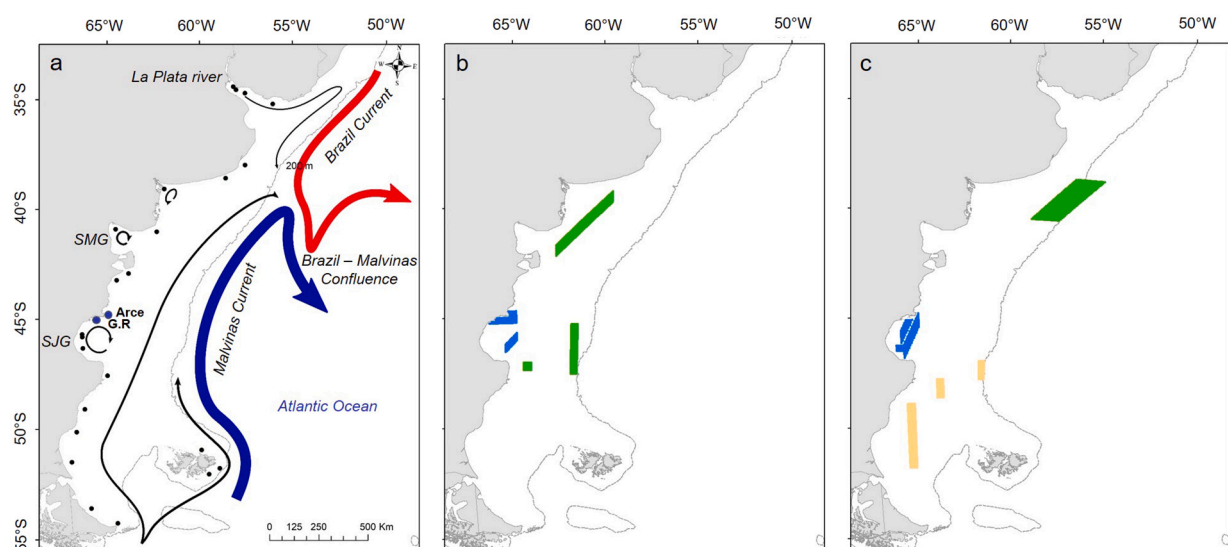 65°W 60°W 55°W 50°W
65°W 60°W 55°W 50°W
65°W 60°W 55°W 50°W
a
La Plata river
N
W E
S
35°S
Brazil Current
200 m
40°S
SMG
Brazil – Malvinas
Confluence
Malvinas Current
45°S
Arce
G.R
SJG
Atlantic Ocean
50°S
0 125 250 500 Km
55°S
b
c